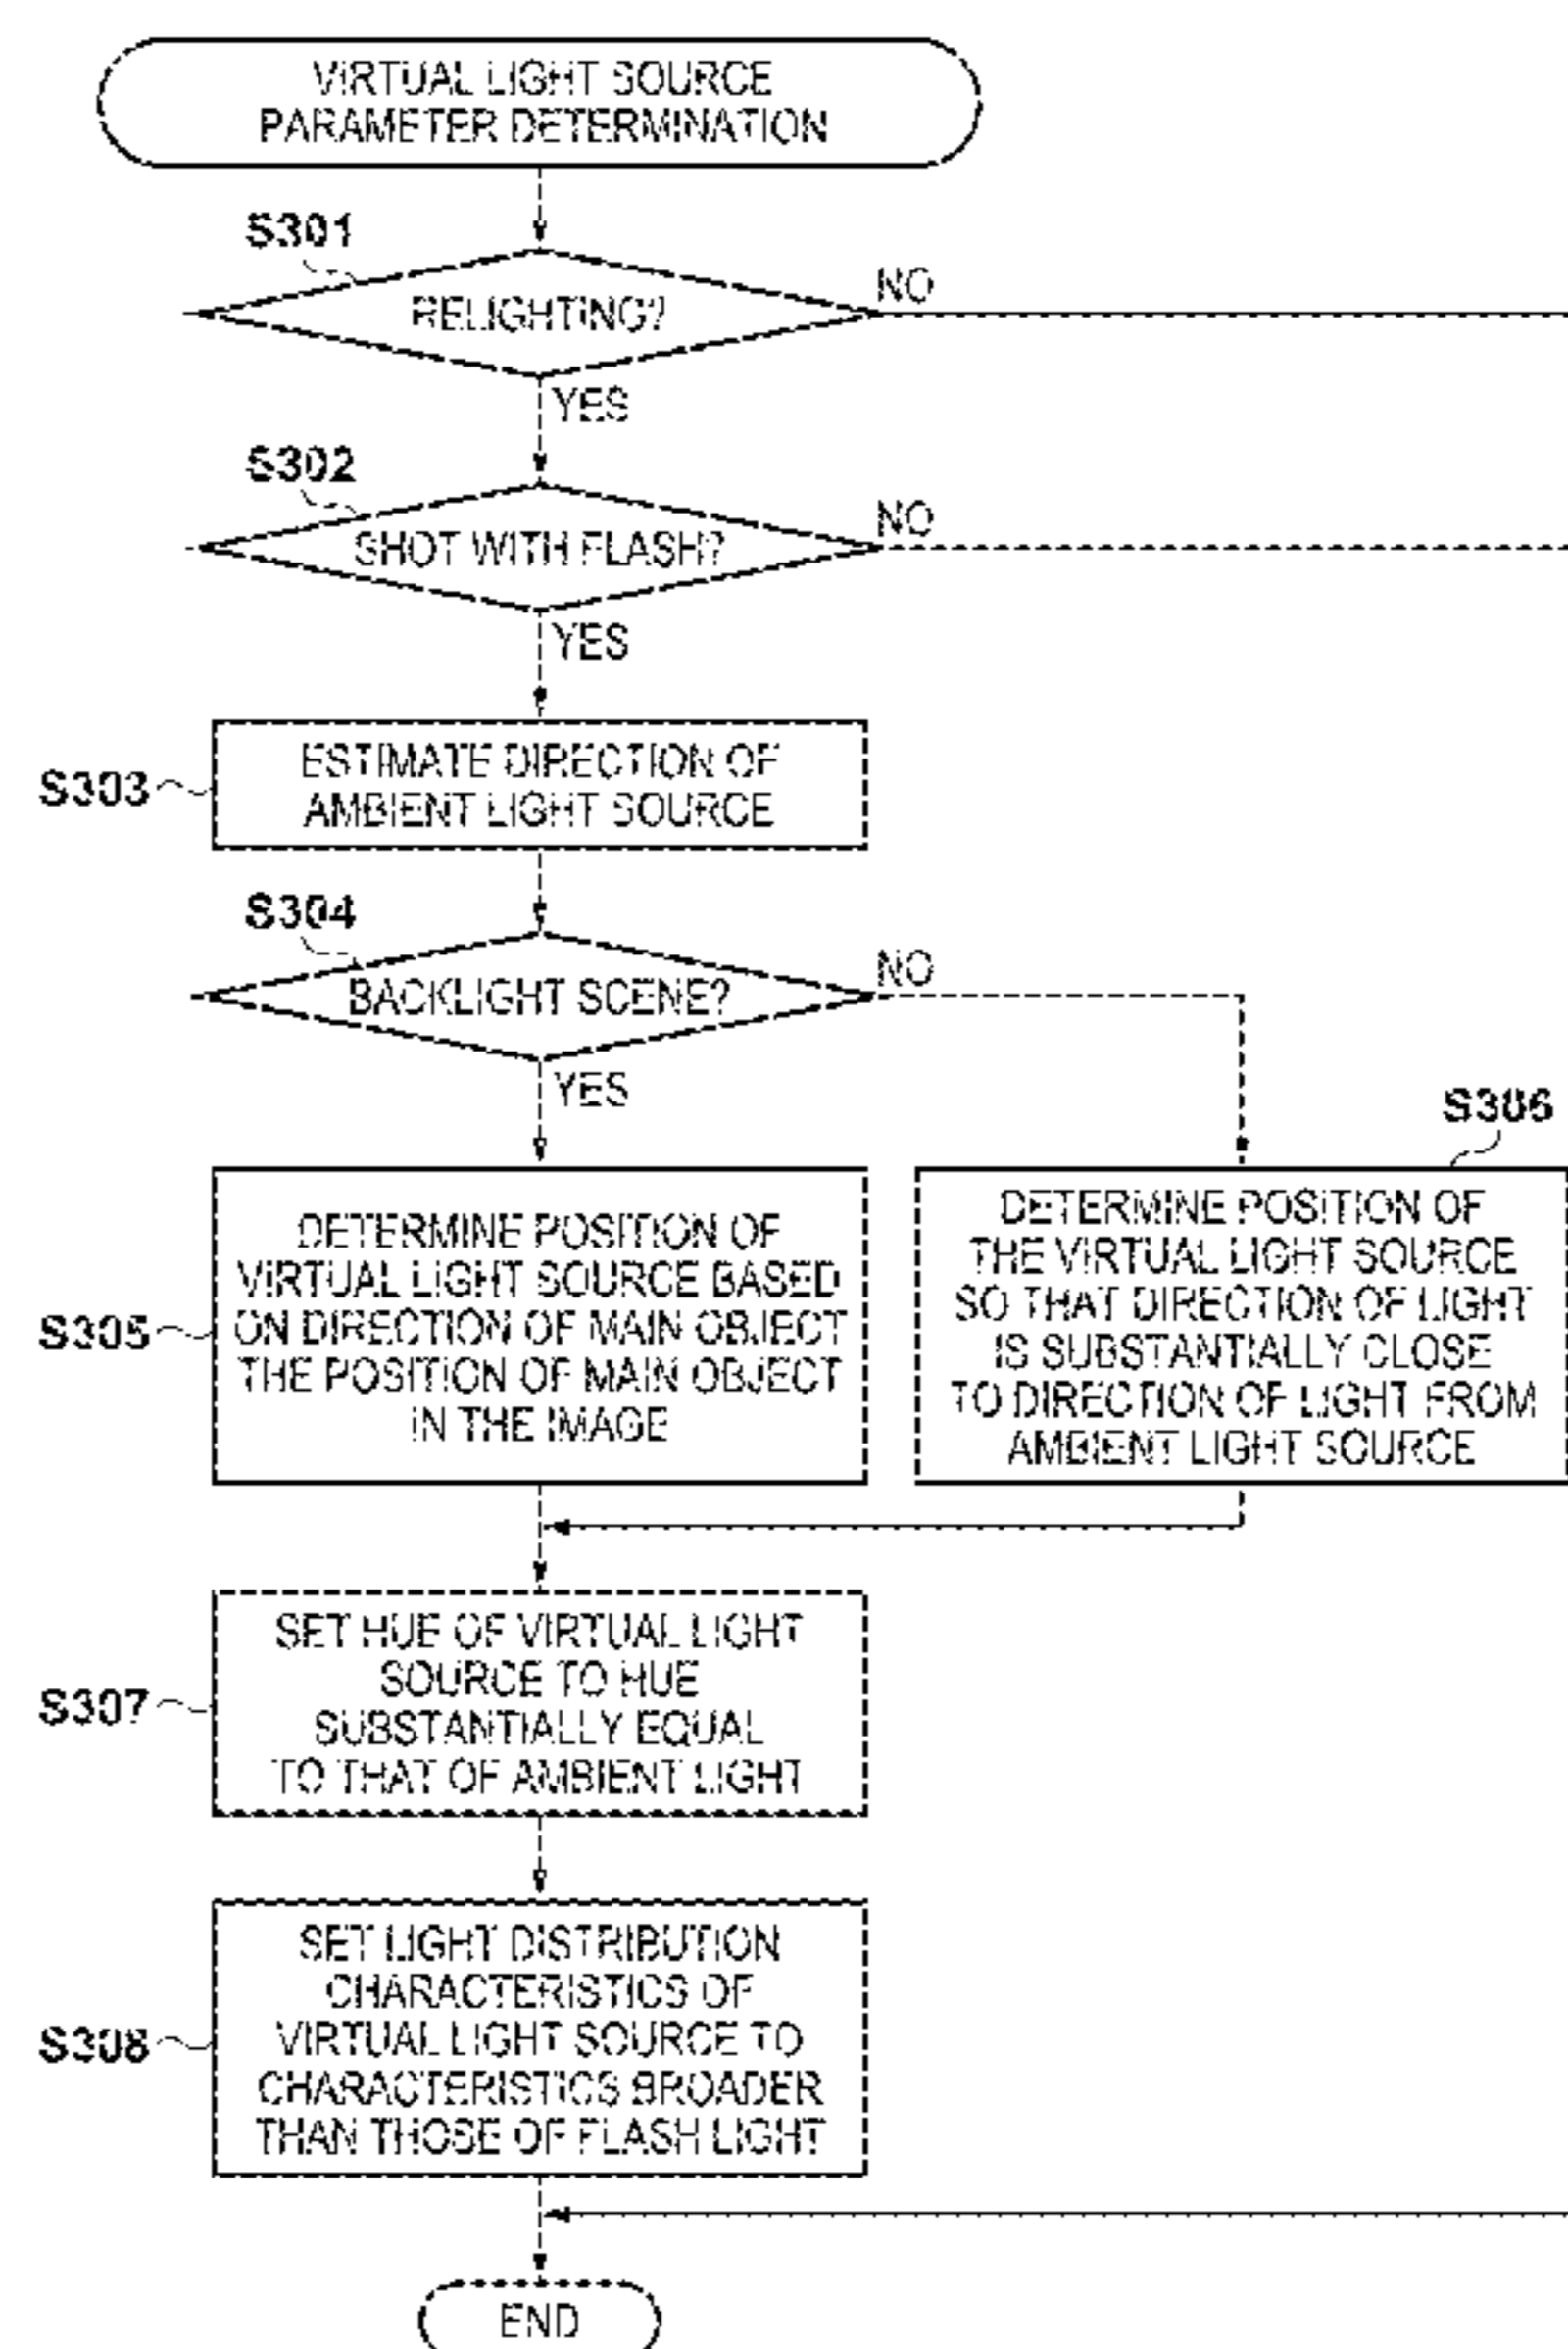 VIRTUAL LIGHT SOURCE
PARAMETER DETERMINATION
S301
RELIGHTING?
NO
YES
S302
SHOT WITH FLASH?
NO
YES
S303
ESTIMATE DIRECTION OF
AMBIENT LIGHT SOURCE
S304
BACKLIGHT SCENE?
NO
YES
S305
DETERMINE POSITION OF
VIRTUAL LIGHT SOURCE BASED
ON DIRECTION OF MAIN OBJECT
THE POSITION OF MAIN OBJECT
IN THE IMAGE
S306
DETERMINE POSITION OF
THE VIRTUAL LIGHT SOURCE
SO THAT DIRECTION OF LIGHT
IS SUBSTANTIALLY CLOSE
TO DIRECTION OF LIGHT FROM
AMBIENT LIGHT SOURCE
S307
SET HUE OF VIRTUAL LIGHT
SOURCE TO HUE
SUBSTANTIALLY EQUAL
TO THAT OF AMBIENT LIGHT
S308
SET LIGHT DISTRIBUTION
CHARACTERISTICS OF
VIRTUAL LIGHT SOURCE TO
CHARACTERISTICS BROADER
THAN THOSE OF FLASH LIGHT
END